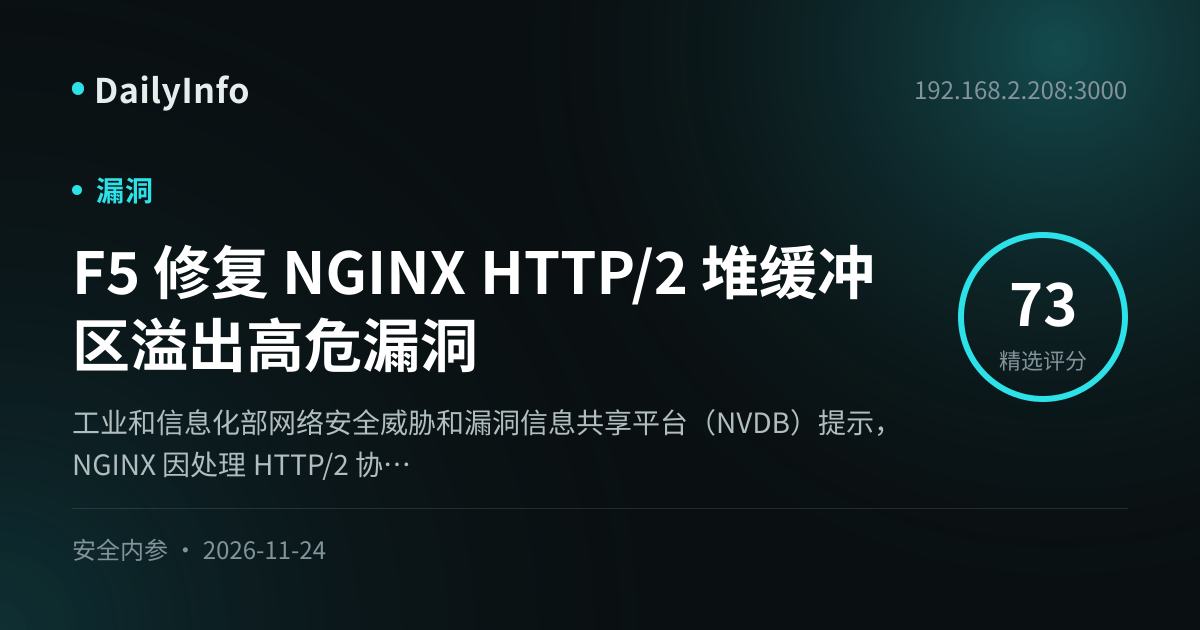 DailyInfo
192.168.2.208:3000
漏洞
F5 修复 NGINX HTTP/2 堆缓冲
区溢出高危漏洞
73
精选评分
工业和信息化部网络安全威胁和漏洞信息共享平台（NVDB）提示，
NGINX 因处理 HTTP/2 协…
安全内参 • 2026-11-24